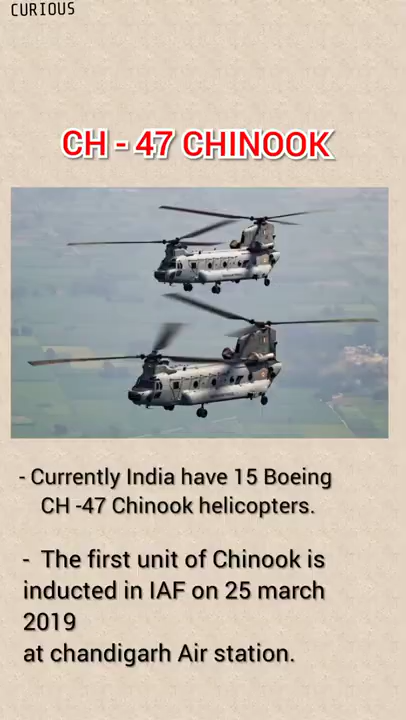 CURIOUS
CH - 47 CHINOOK
- Currently India have 15 Boeing
CH -47 Chinook helicopters.
- The first unit of Chinook is
inducted in IAF on 25 march
2019
at chandigarh Air station.